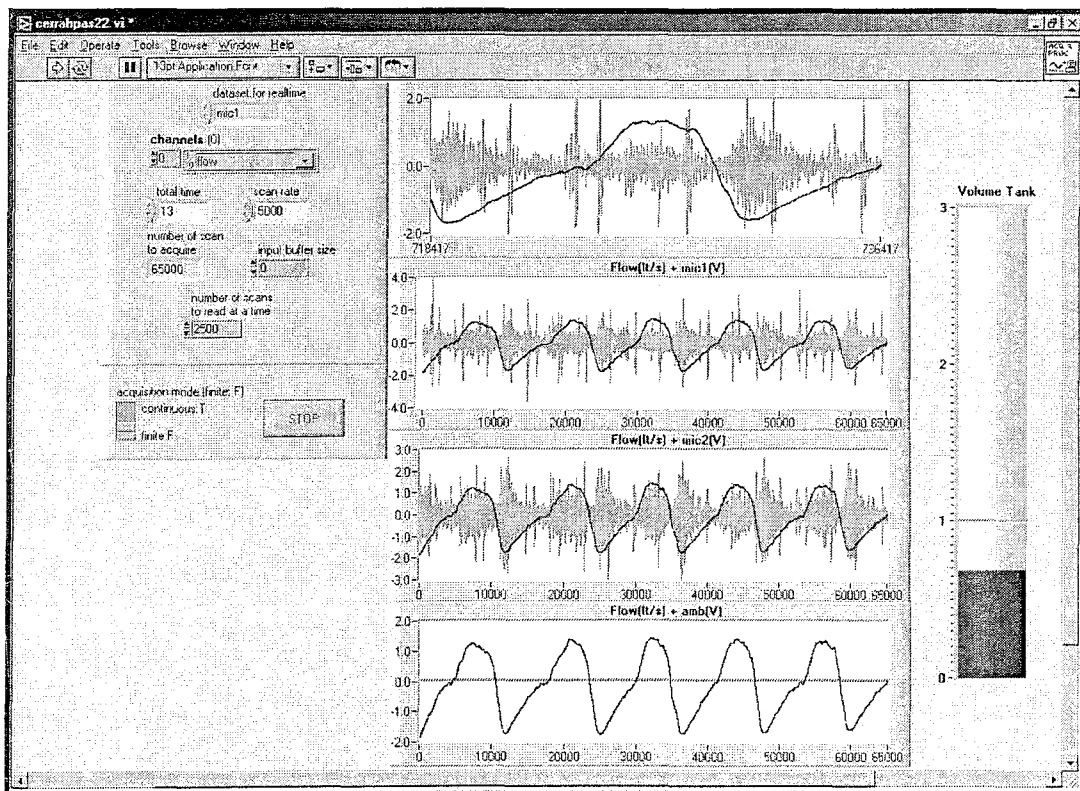 cerrahpas22.vi *
File Edit Operate Tools Browse Window Help
13pt Application Font
ACQ &
PROC
dataset for realtime
mic1
channels (0)
0 flow
total time
13
scan rate
5000
number of scan
to acquire
65000
input buffer size
0
number of scans
to read at a time
2500
acquisition mode (finite: F)
continuous: T
finite F
STOP
2.0
0.0
-2.0
718417 736417
Flow(lt/s) + mic1(V)
4.0
2.0
0.0
-2.0
-4.0
0 10000 20000 30000 40000 50000 60000 65000
Flow(lt/s) + mic2(V)
3.0
2.0
1.0
0.0
-1.0
-2.0
-3.0
0 10000 20000 30000 40000 50000 60000 65000
Flow(lt/s) + amb(V)
2.0
1.0
0.0
-1.0
-2.0
0 10000 20000 30000 40000 50000 60000 65000
Volume Tank
3
2
1
0